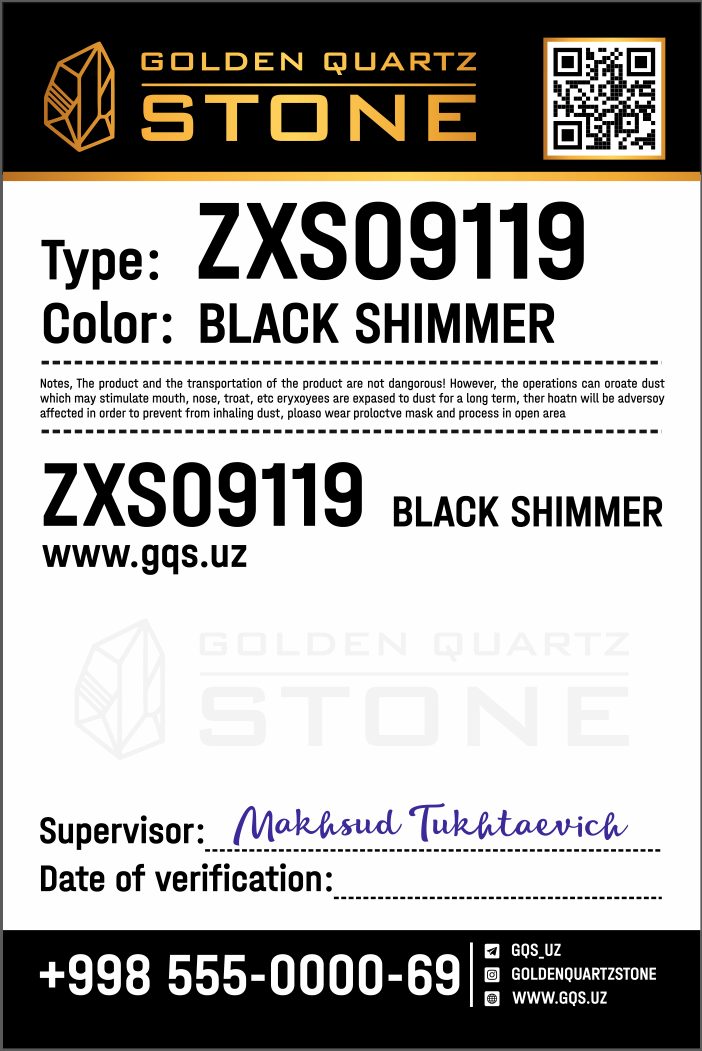 GOLDEN QUARTZ
STONE
Type: ZXS09119
Color: BLACK SHIMMER
Notes, The product and the transportation of the product are not dangorous! However, the operations can oroate dust
which may stimulate mouth, nose, troat, etc eryxoyees are expased to dust for a long term, ther hoatn will be adversoy
affected in order to prevent from inhaling dust, ploaso wear proloctve mask and process in open area
ZXS09119 BLACK SHIMMER
www.gqs.uz
GOLDEN QUARTZ
STONE
Supervisor: Makhsud Tukhtaevich
Date of verification:
+998 555-0000-69
GQS_UZ
GOLDENQUARTZSTONE
WWW.GQS.UZ